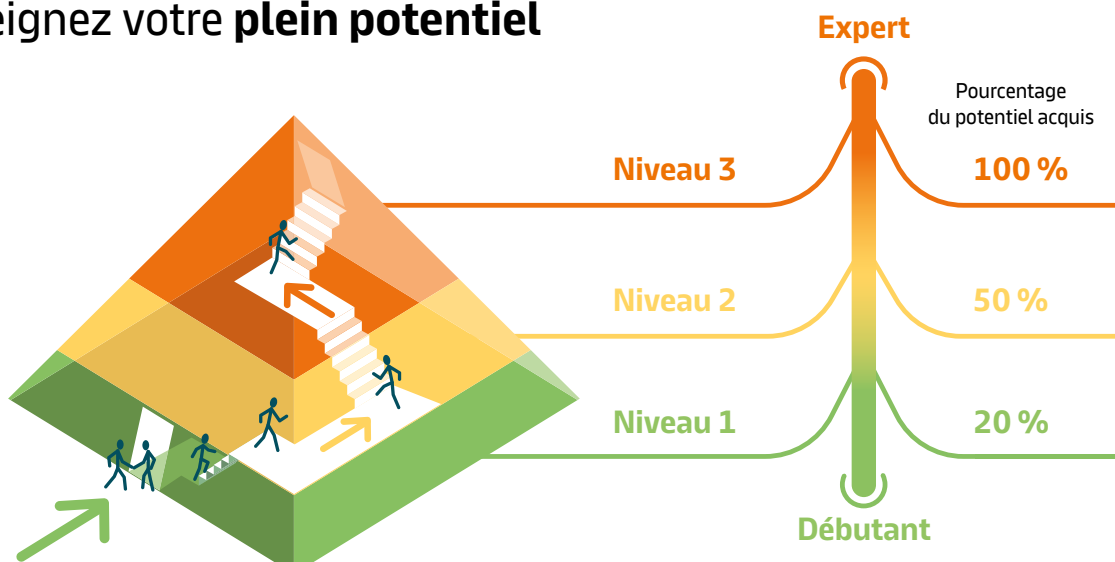 eignez votre plein potentiel
Expert
Pourcentage
du potentiel acquis
Niveau 3
100 %
Niveau 2
50 %
Niveau 1
20 %
Débutant